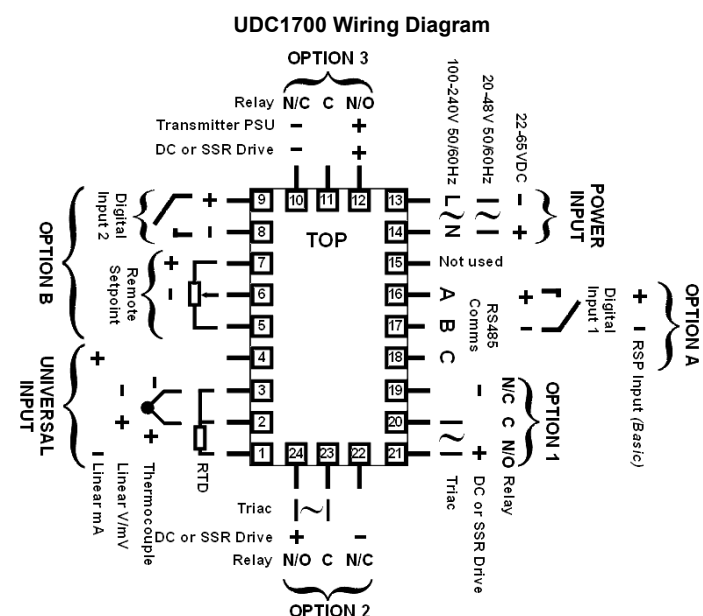 UDC1700 Wiring Diagram
OPTION 3
Relay N/C C N/O
Transmitter PSU − +
DC or SSR Drive − +
100-240V 50/60Hz
20-48V 50/60Hz
22-65VDC
POWER
INPUT
L
N
~
~
− +
10 11 12
9
8
7
6
5
4
3
2
1
TOP
13
14
15
16
17
18
19
20
21
24 23 22
OPTION B
Digital
Input 2
+
−
Remote
Setpoint
+
−
UNIVERSAL
INPUT
+
−
Linear mA
−
+
Linear V/mV
−
+
Thermocouple
RTD
Not used
A
B
C
RS485
Comms
+
−
Digital
Input 1
+
−
RSP Input (Basic)
OPTION A
OPTION 1
N/C C N/O Relay
−
+
DC or SSR Drive
~
Triac
Triac ~
DC or SSR Drive + −
Relay N/O C N/C
OPTION 2